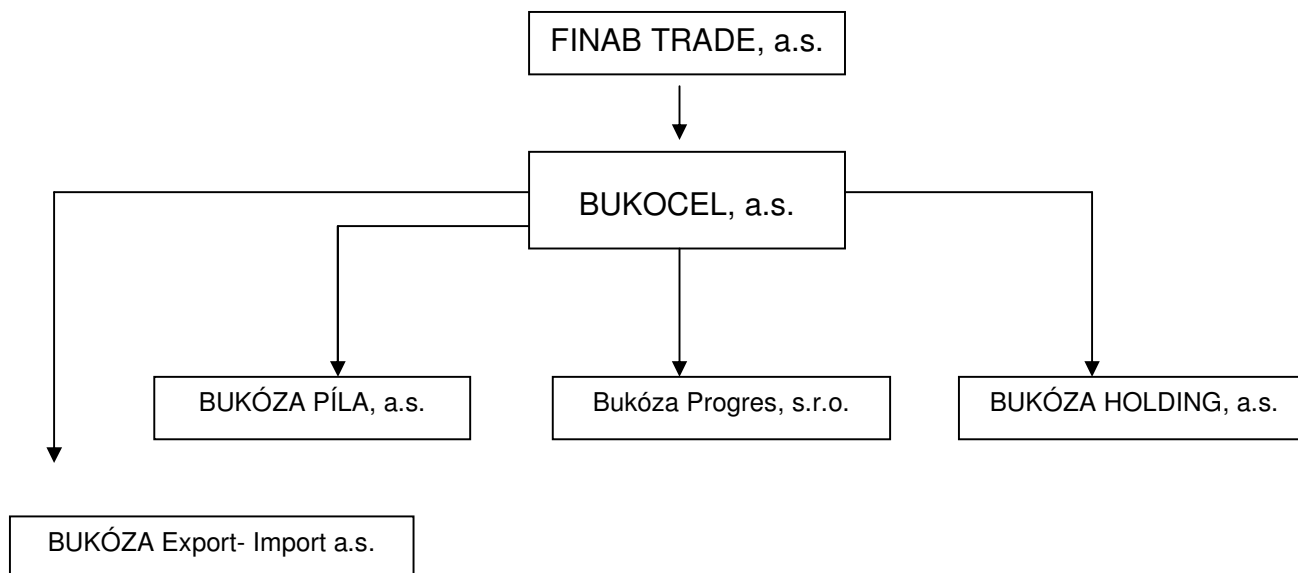 FINAB TRADE, a.s.
BUKOCEL, a.s.
BUKÓZA PÍLA, a.s.
Bukóza Progres, s.r.o.
BUKÓZA HOLDING, a.s.
BUKÓZA Export- Import a.s.